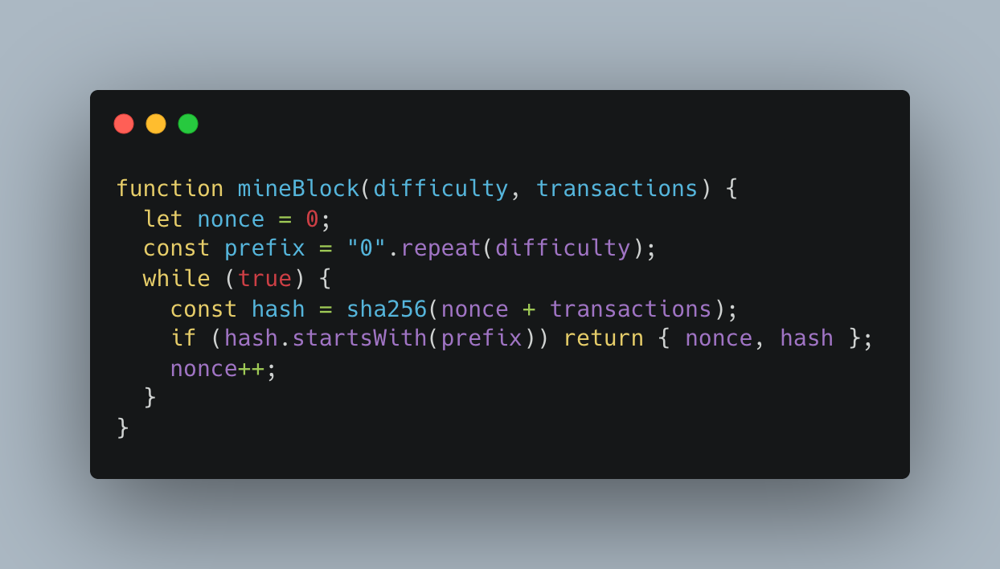 function mineBlock(difficulty, transactions) {
  let nonce = 0;
  const prefix = "0".repeat(difficulty);
  while (true) {
    const hash = sha256(nonce + transactions);
    if (hash.startsWith(prefix)) return { nonce, hash };
    nonce++;
  }
}